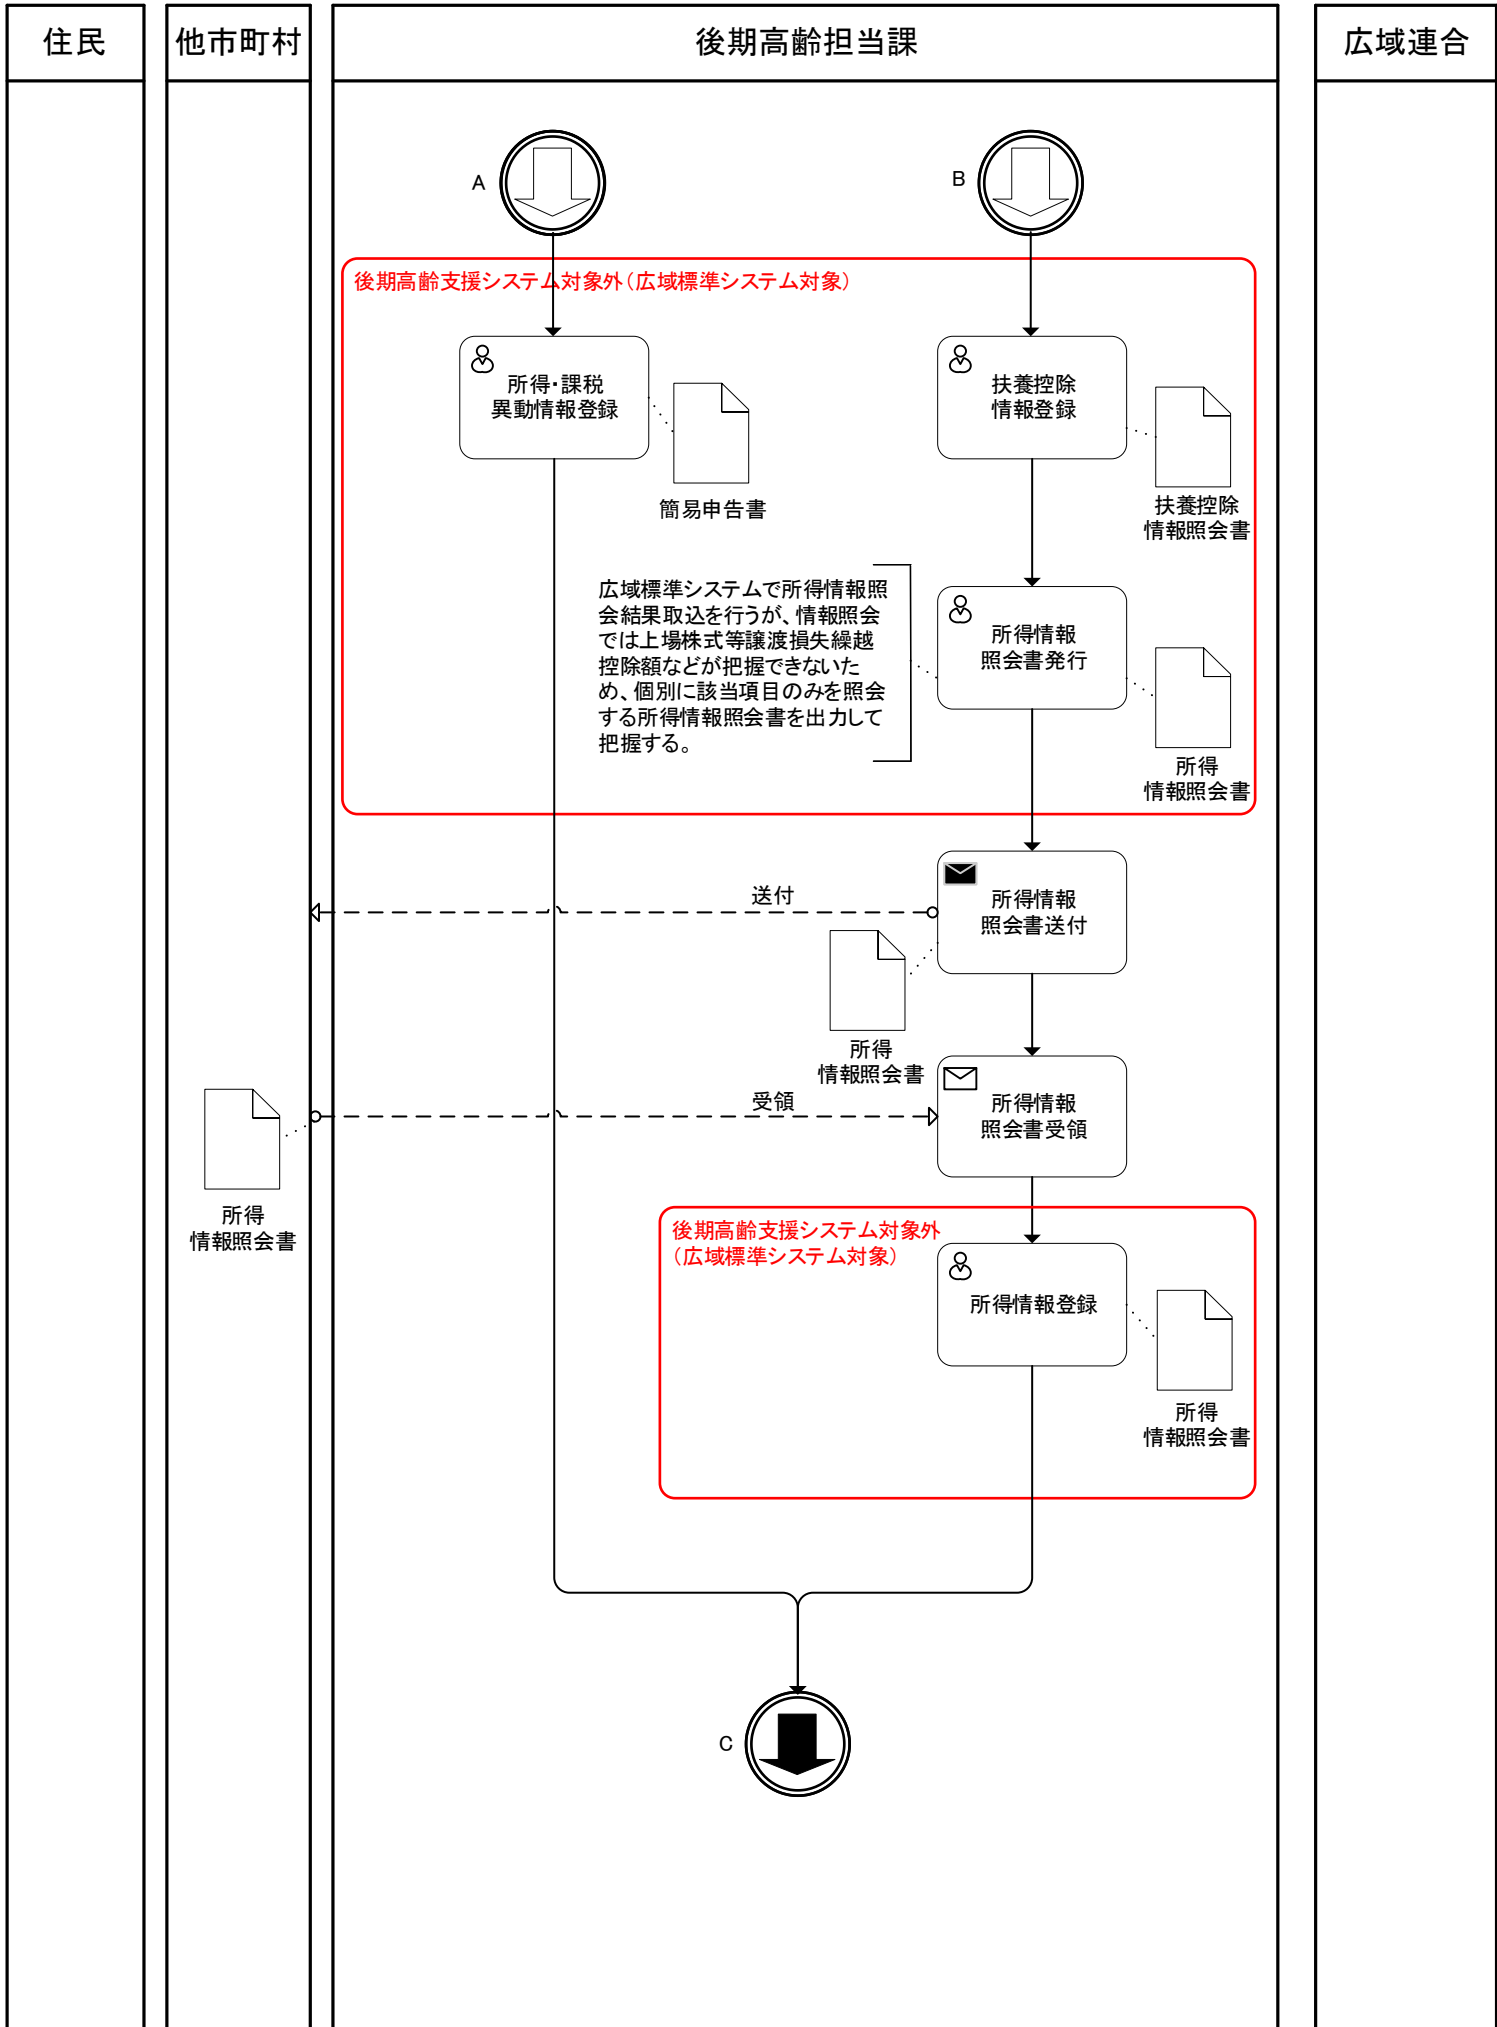 住民
他市町村
後期高齢担当課
広域連合
A
B
後期高齢支援システム対象外（広域標準システム対象）
所得・課税
異動情報登録
簡易申告書
扶養控除
情報登録
扶養控除
情報照会書
広域標準システムで所得情報照
会結果取込を行うが、情報照会
では上場株式等譲渡損失繰越
控除額などが把握できないた
め、個別に該当項目のみを照会
する所得情報照会書を出力して
把握する。
所得情報
照会書発行
所得
情報照会書
送付
所得情報
照会書送付
所得
情報照会書
受領
所得情報
照会書受領
所得
情報照会書
後期高齢支援システム対象外
（広域標準システム対象）
所得情報登録
所得
情報照会書
C